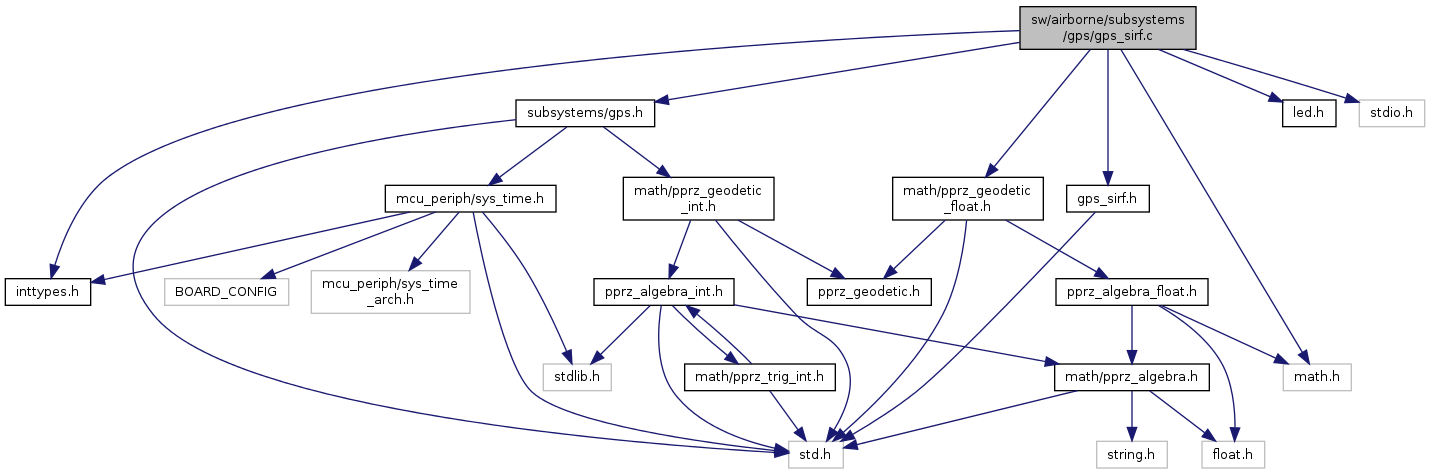 sw/airborne/subsystems
/gps/gps_sirf.c
subsystems/gps.h
led.h
stdio.h
mcu_periph/sys_time.h
math/pprz_geodetic
_int.h
math/pprz_geodetic
_float.h
gps_sirf.h
inttypes.h
BOARD_CONFIG
mcu_periph/sys_time
_arch.h
pprz_algebra_int.h
pprz_geodetic.h
pprz_algebra_float.h
stdlib.h
math/pprz_trig_int.h
math/pprz_algebra.h
math.h
std.h
string.h
float.h